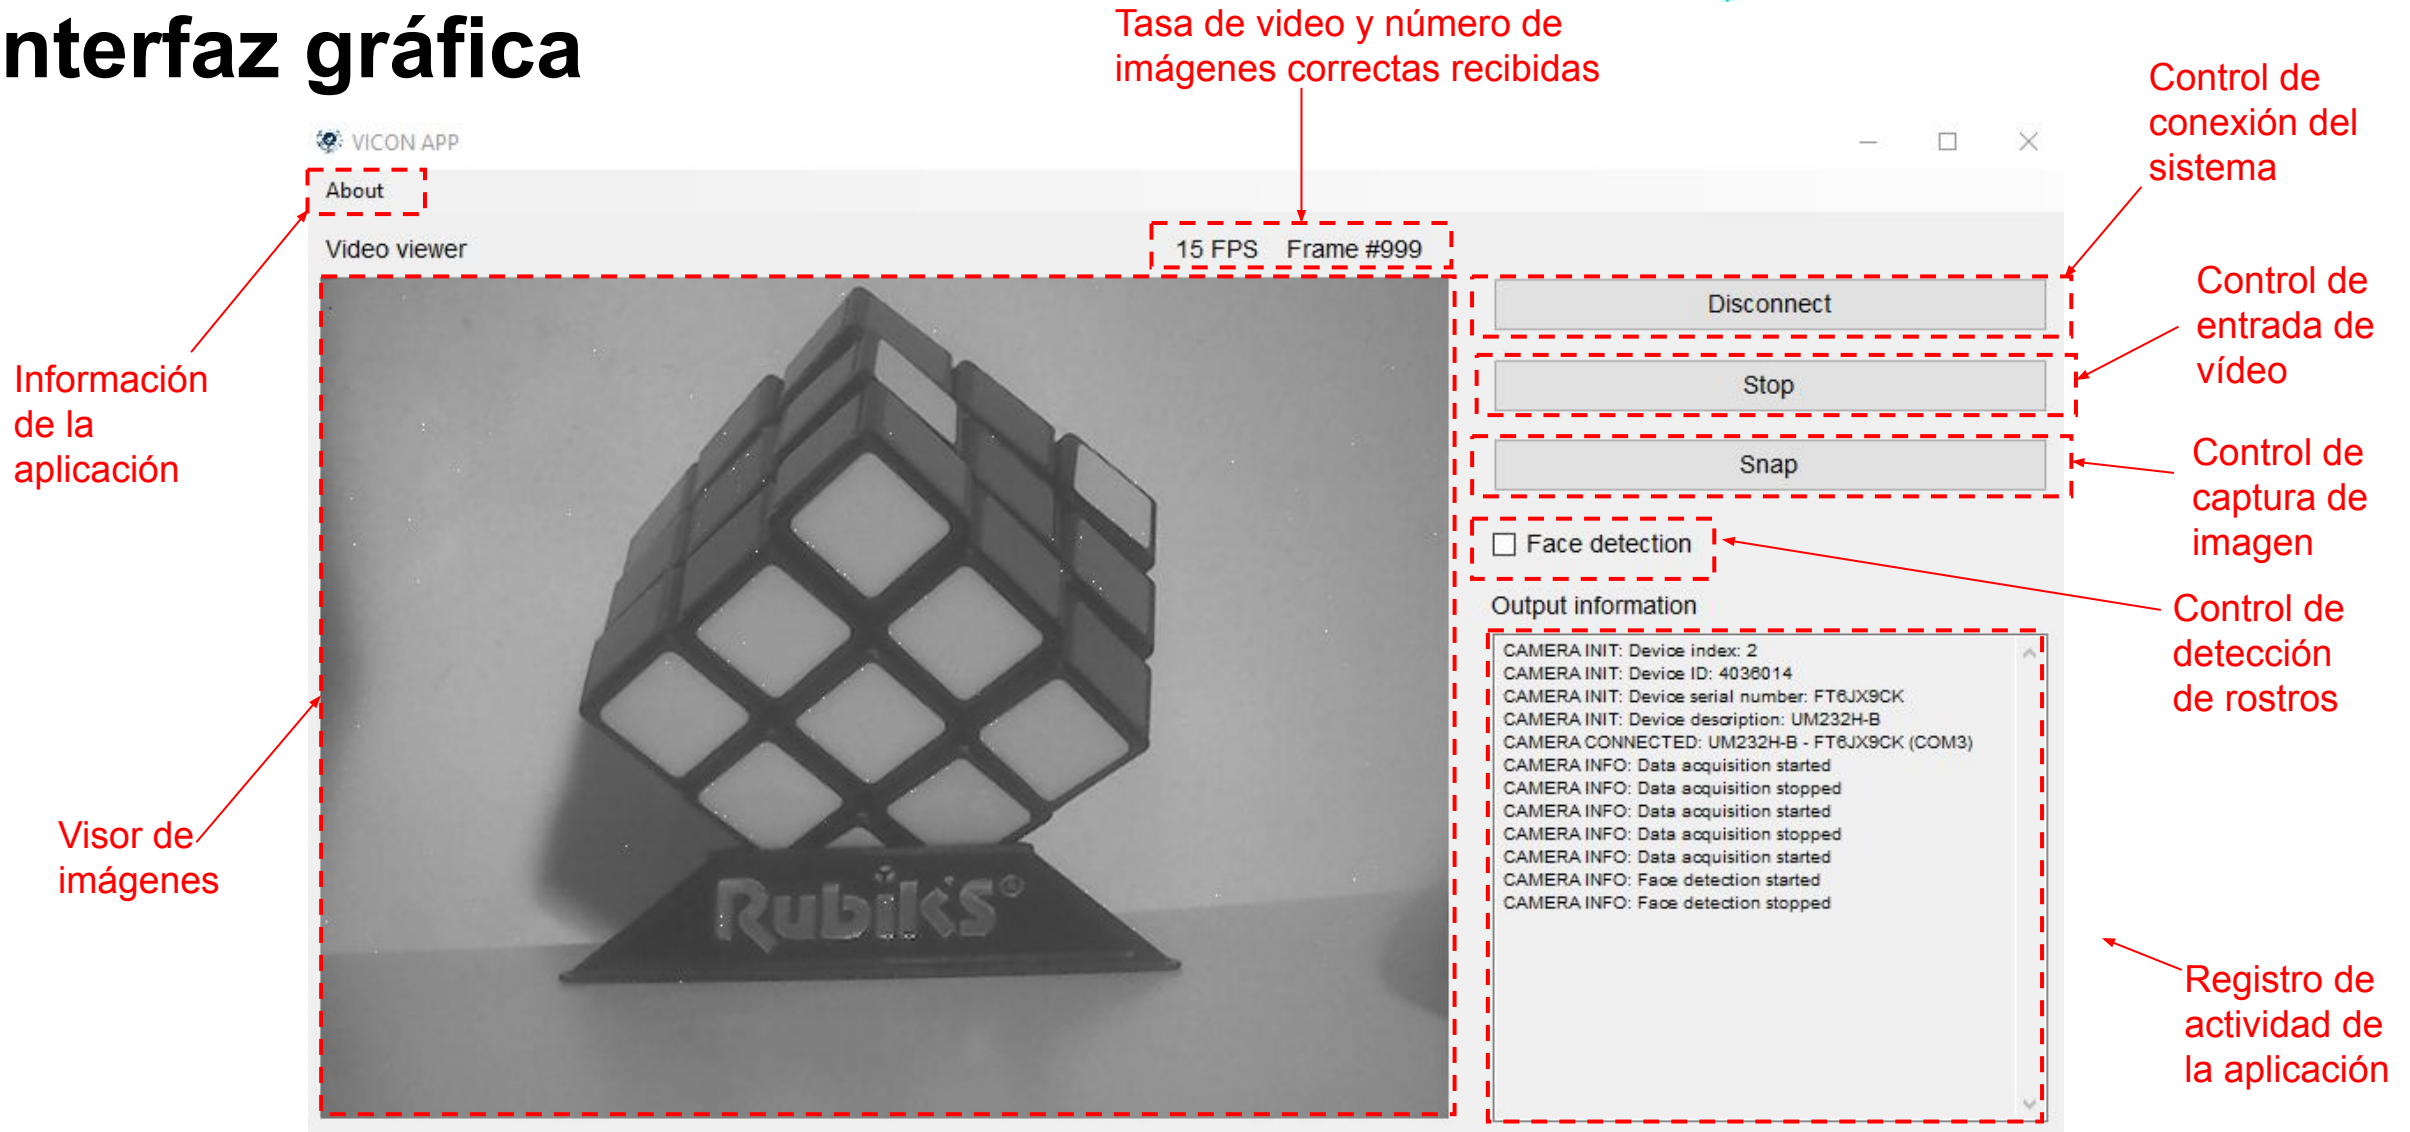 nterfaz gráfica
Tasa de video y número de
imágenes correctas recibidas
Control de
conexión del
sistema
VICON APP
About
Video viewer
15 FPS Frame #999
Disconnect
Control de
entrada de
vídeo
Stop
Información
de la
aplicación
Snap
Control de
captura de
imagen
Face detection
Output information
Control de
detección
de rostros
CAMERA INIT: Device index: 2
CAMERA INIT: Device ID: 4036014
CAMERA INIT: Device serial number: FT6JX9CK
CAMERA INIT: Device description: UM232H-B
CAMERA CONNECTED: UM232H-B - FT6JX9CK (COM3)
CAMERA INFO: Data acquisition started
CAMERA INFO: Data acquisition stopped
CAMERA INFO: Data acquisition started
CAMERA INFO: Data acquisition stopped
CAMERA INFO: Data acquisition started
CAMERA INFO: Face detection started
CAMERA INFO: Face detection stopped
Visor de
imágenes
Rubik's®
Registro de
actividad de
la aplicación